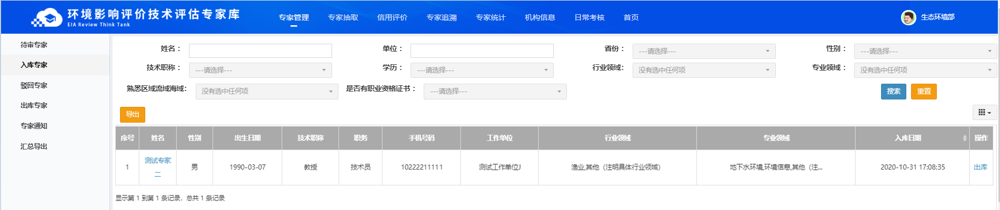 环境影响评价技术评估专家库
EIA Review Think Tank
专家管理 专家抽取 信用评价 专家追溯 专家统计 机构信息 日常考核 首页 生态环境部
待审专家
入库专家
驳回专家
出库专家
专家通知
汇总导出
姓名： 单位： 省份： ---请选择--- 性别： ---请选择---
技术职称： ---请选择--- 学历： ---请选择--- 行业领域： 没有选中任何项 专业领域： 没有选中任何项
熟悉区域流域海域： 没有选中任何项 是否有职业资格证书： ---请选择--- 搜索 重置
导出
序号 姓名 性别 出生日期 技术职称 职务 手机号码 工作单位 行业领域 专业领域 入库日期 操作
1 测试专家二 男 1990-03-07 教授 技术员 10222211111 测试工作单位J 渔业,其他（注明具体行业领域） 地下水环境,环境信息,其他（注... 2020-10-31 17:08:35 出库
显示第 1 到第 1 条记录，总共 1 条记录